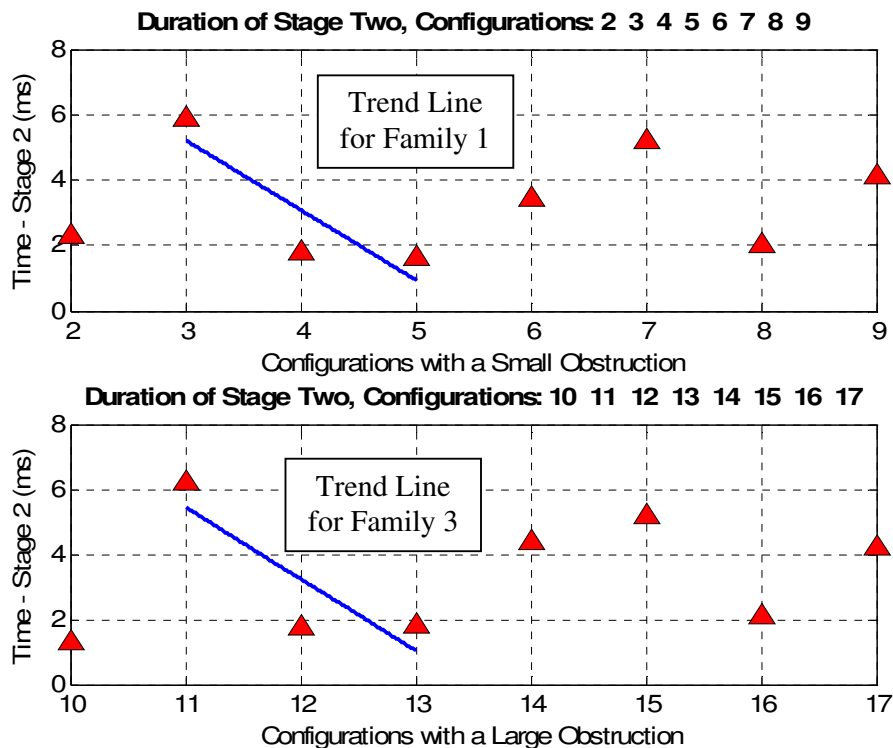 Duration of Stage Two, Configurations: 2 3 4 5 6 7 8 9
Time - Stage 2 (ms)
8
6
4
2
0
Trend Line
for Family 1
2 3 4 5 6 7 8 9
Configurations with a Small Obstruction
Duration of Stage Two, Configurations: 10 11 12 13 14 15 16 17
Time - Stage 2 (ms)
8
6
4
2
0
Trend Line
for Family 3
10 11 12 13 14 15 16 17
Configurations with a Large Obstruction